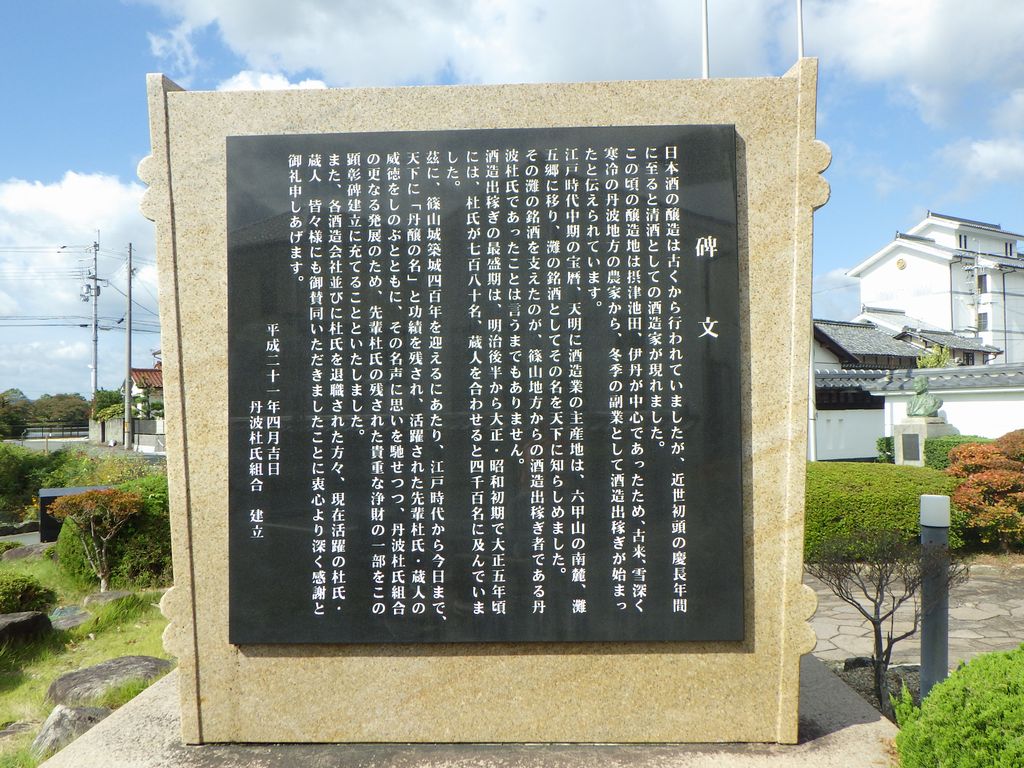 碑文
日本酒の醸造は古くから行われていましたが、近世初頭の慶長年間
に至ると清酒としての酒造家が現れました。
この頃の醸造地は摂津池田、伊丹が中心であったため、古来、雪深く
寒冷の丹波地方の農家から、冬季の副業として酒造出稼ぎが始まっ
たと伝えられています。
江戸時代中期の宝暦、天明に酒造業の主産地は、六甲山の南麓、灘
五郷に移り、灘の銘酒としてその名を天下に知らしめました。
その灘の銘酒を支えたのが、篠山地方からの酒造出稼ぎ者である丹
波杜氏であったことは言うまでもありません。
酒造出稼ぎの最盛期は、明治後半から大正・昭和初期で大正五年頃
には、杜氏が七百八十名、蔵人を合わせると四千百名に及んでいま
した。
茲に、篠山城築城四百年を迎えるにあたり、江戸時代から今日まで、
天下に「丹醸の名」と功績を残され、活躍された先輩杜氏・蔵人の
威徳をしのぶとともに、その名声に思いを馳せつつ、丹波杜氏組合
の更なる発展のため、先輩杜氏の残された貴重な浄財の一部をこの
顕彰碑建立に充てることといたしました。
また、各酒造会社並びに杜氏を退職された方々、現在活躍の杜氏・
蔵人 皆々様にも御賛同いただきましたことに衷心より深く感謝と
御礼申しあげます。
平成二十一年四月吉日
丹波杜氏組合 建立